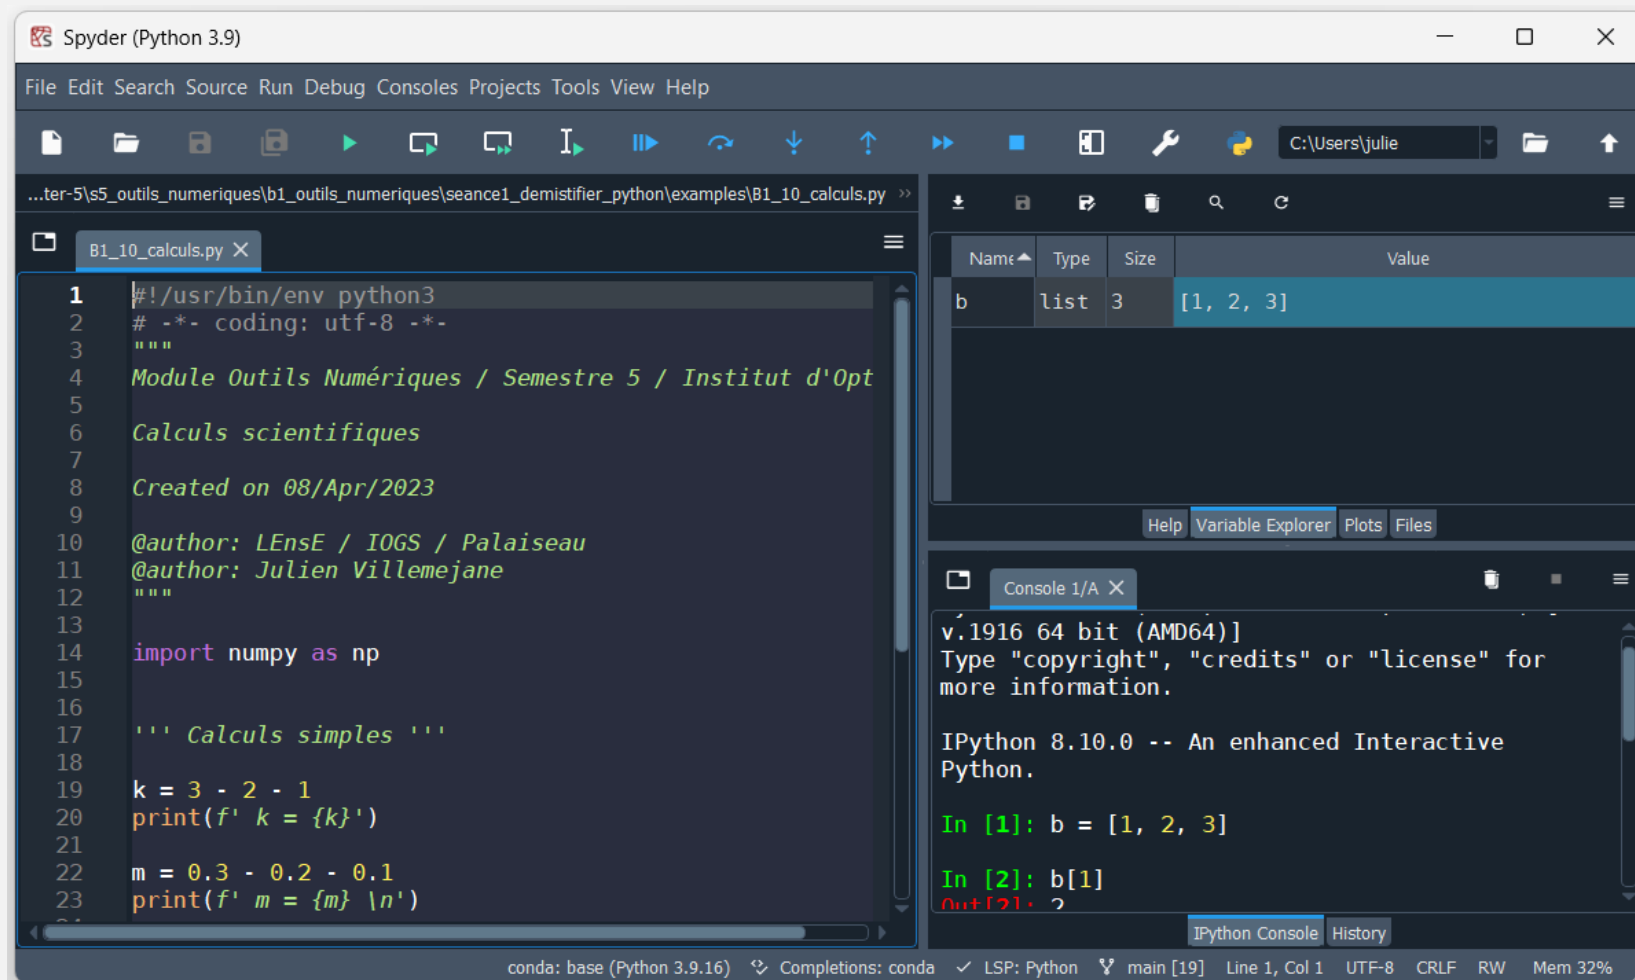 Spyder (Python 3.9)
File Edit Search Source Run Debug Consoles Projects Tools View Help
C:\Users\julie
...ter-5\s5_outils_numeriques\b1_outils_numeriques\seance1_demistifier_python\examples\B1_10_calculs.py
B1_10_calculs.py
1 #!/usr/bin/env python3
2 # -*- coding: utf-8 -*-
3 """
4 Module Outils Numériques / Semestre 5 / Institut d'Opt
5
6 Calculs scientifiques
7
8 Created on 08/Apr/2023
9
10 @author: LEnsE / IOGS / Palaiseau
11 @author: Julien Villemejane
12 """
13
14 import numpy as np
15
16
17 ''' Calculs simples '''
18
19 k = 3 - 2 - 1
20 print(f' k = {k}')
21
22 m = 0.3 - 0.2 - 0.1
23 print(f' m = {m} \n')
Name Type Size Value
b list 3 [1, 2, 3]
Help Variable Explorer Plots Files
Console 1/A
v.1916 64 bit (AMD64)]
Type "copyright", "credits" or "license" for
more information.
IPython 8.10.0 -- An enhanced Interactive
Python.
In [1]: b = [1, 2, 3]
In [2]: b[1]
Out[2]: 2
IPython Console History
conda: base (Python 3.9.16) Completions: conda LSP: Python main [19] Line 1, Col 1 UTF-8 CRLF RW Mem 32%